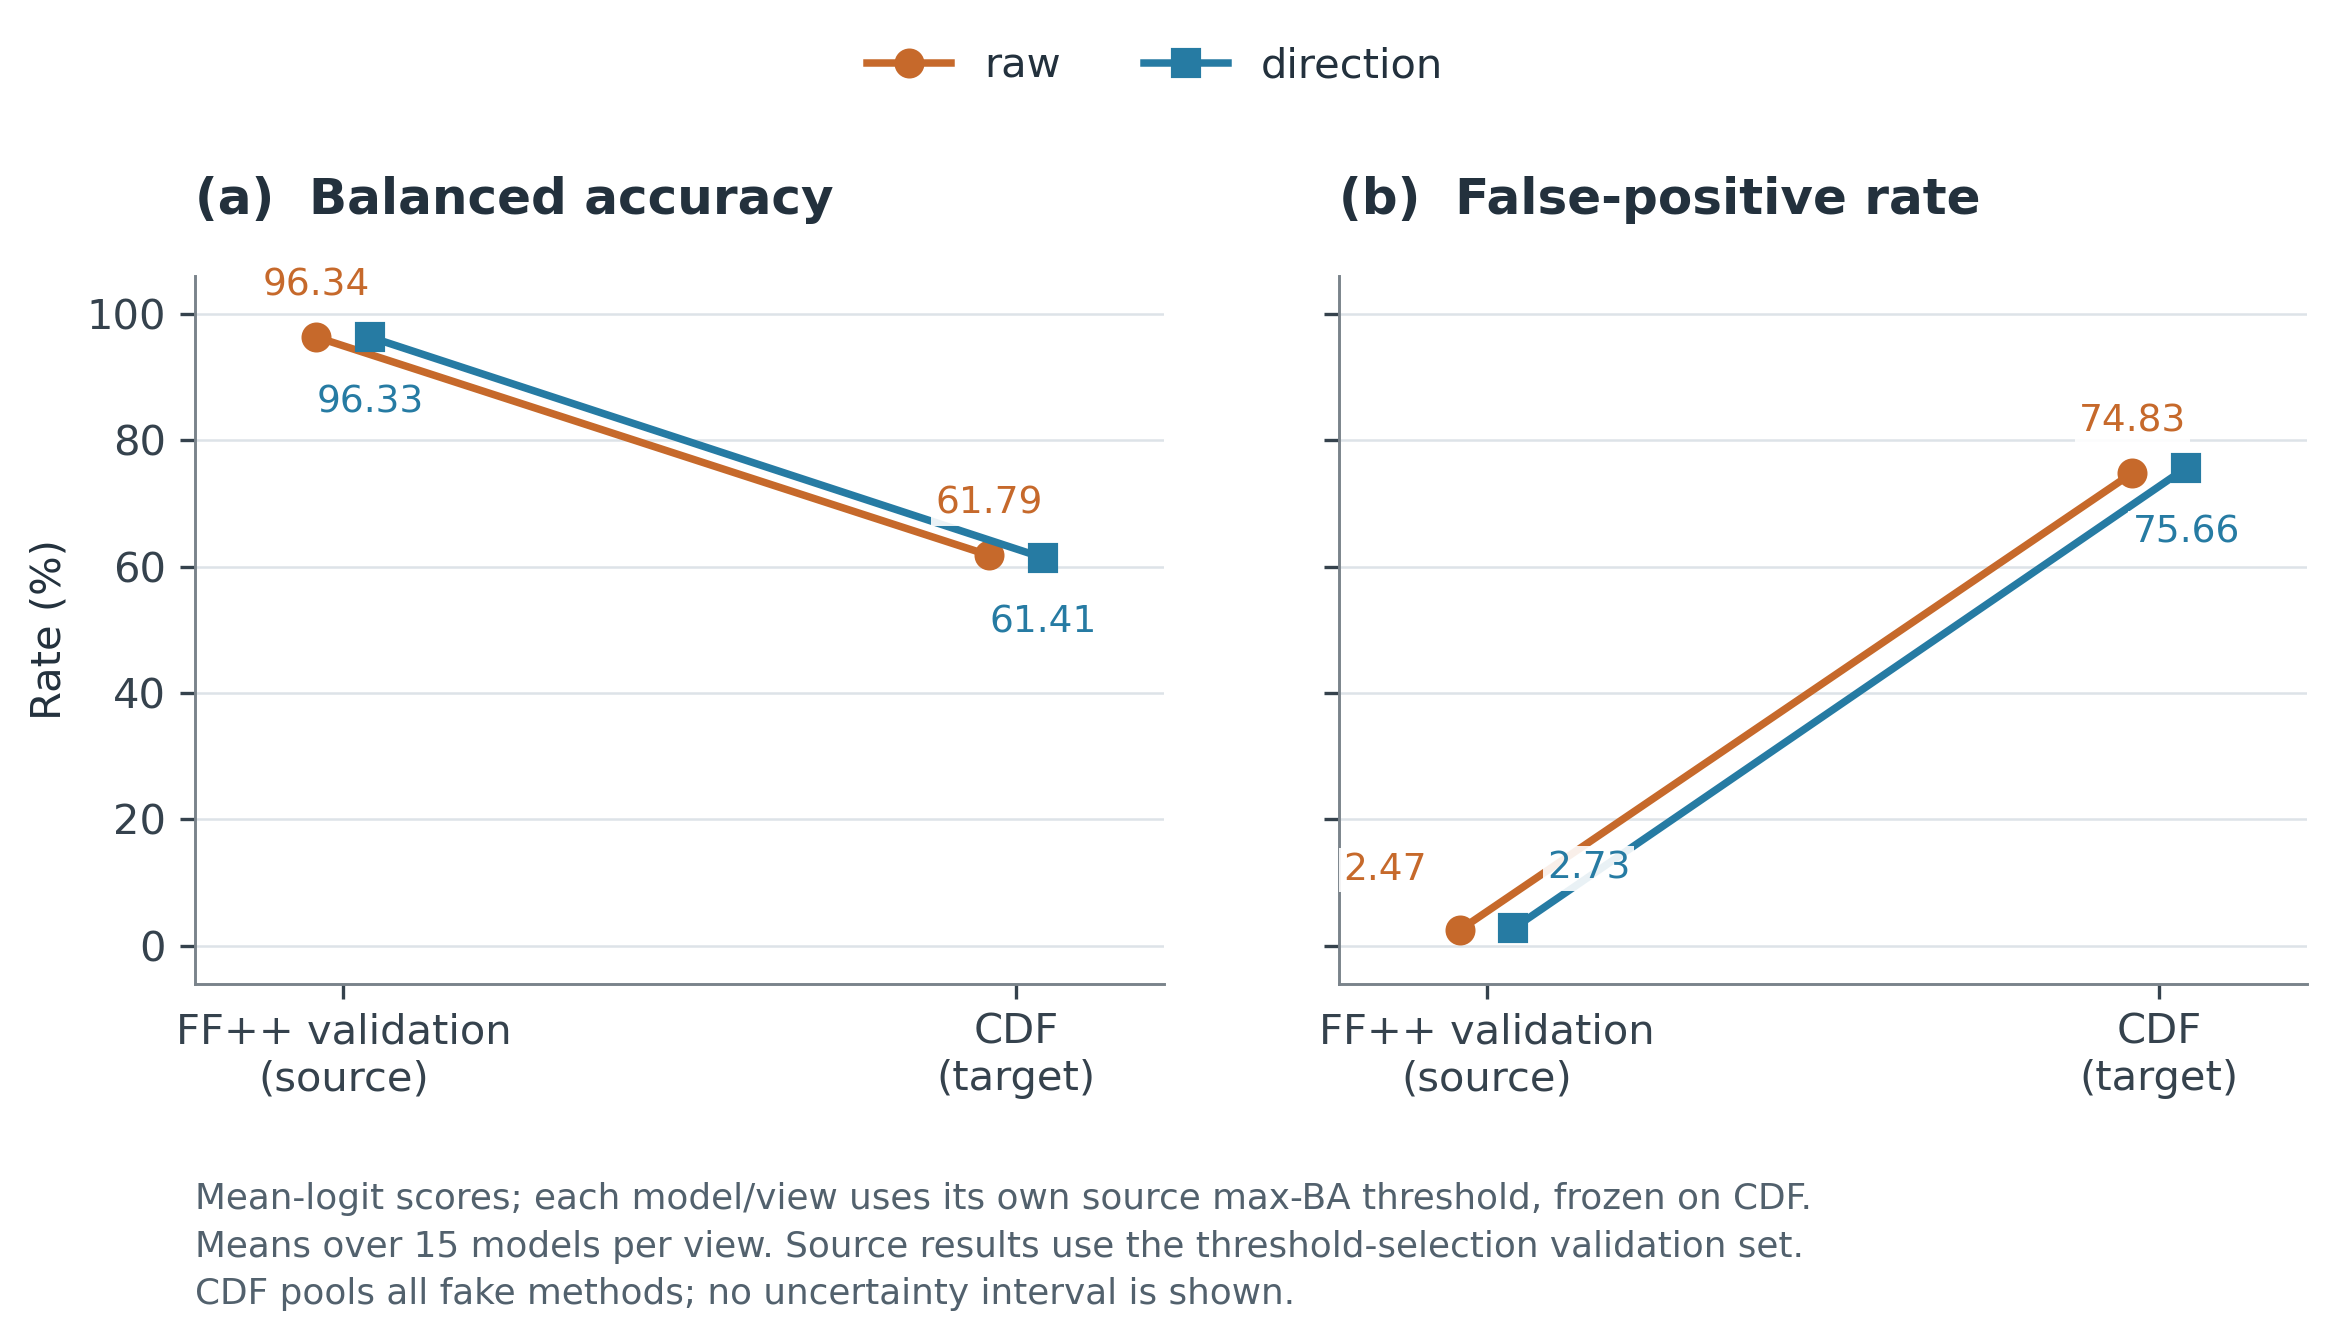 raw
direction
(a) Balanced accuracy
(b) False-positive rate
Rate (%)
100
80
60
40
20
0
96.34
96.33
61.79
61.41
2.47
2.73
74.83
75.66
FF++ validation
(source)
CDF
(target)
FF++ validation
(source)
CDF
(target)
Mean-logit scores; each model/view uses its own source max-BA threshold, frozen on CDF.
Means over 15 models per view. Source results use the threshold-selection validation set.
CDF pools all fake methods; no uncertainty interval is shown.